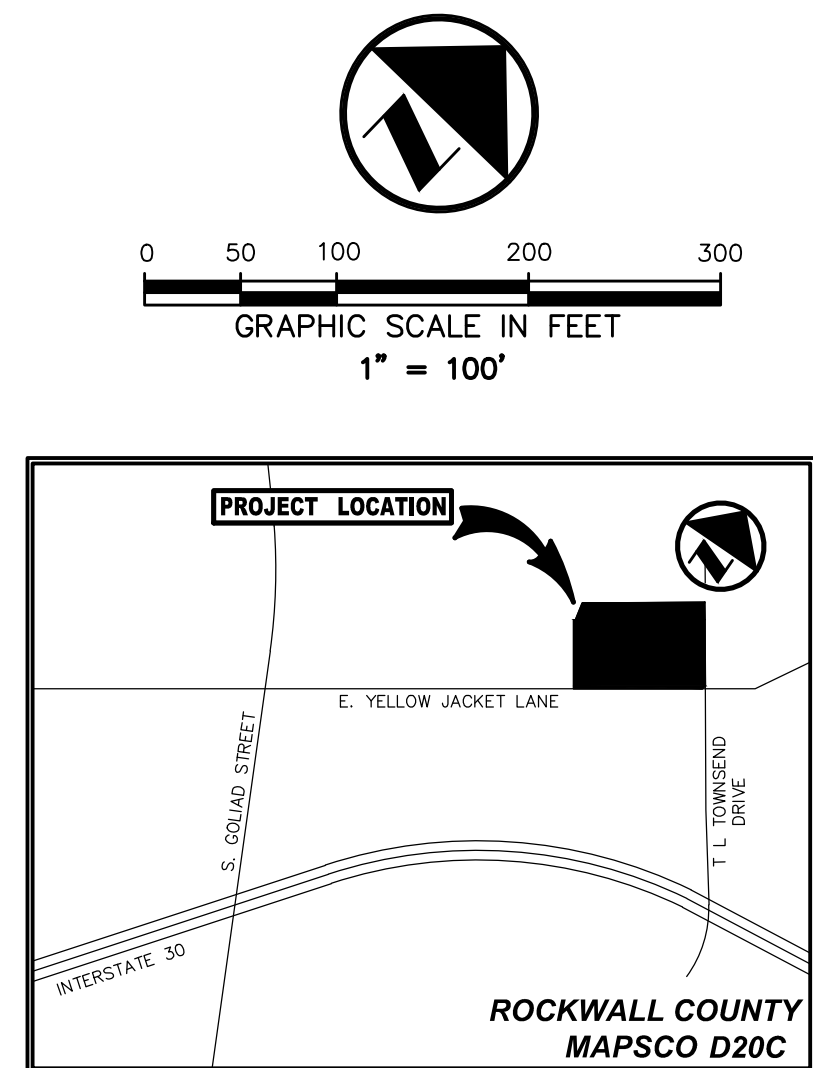 N
0 50 100 200 300
GRAPHIC SCALE IN FEET
1" = 100'
PROJECT LOCATION
N
E. YELLOW JACKET LANE
S. GOLIAD STREET
T L TOWNSEND
DRIVE
INTERSTATE 30
ROCKWALL COUNTY
MAPSCO D20C